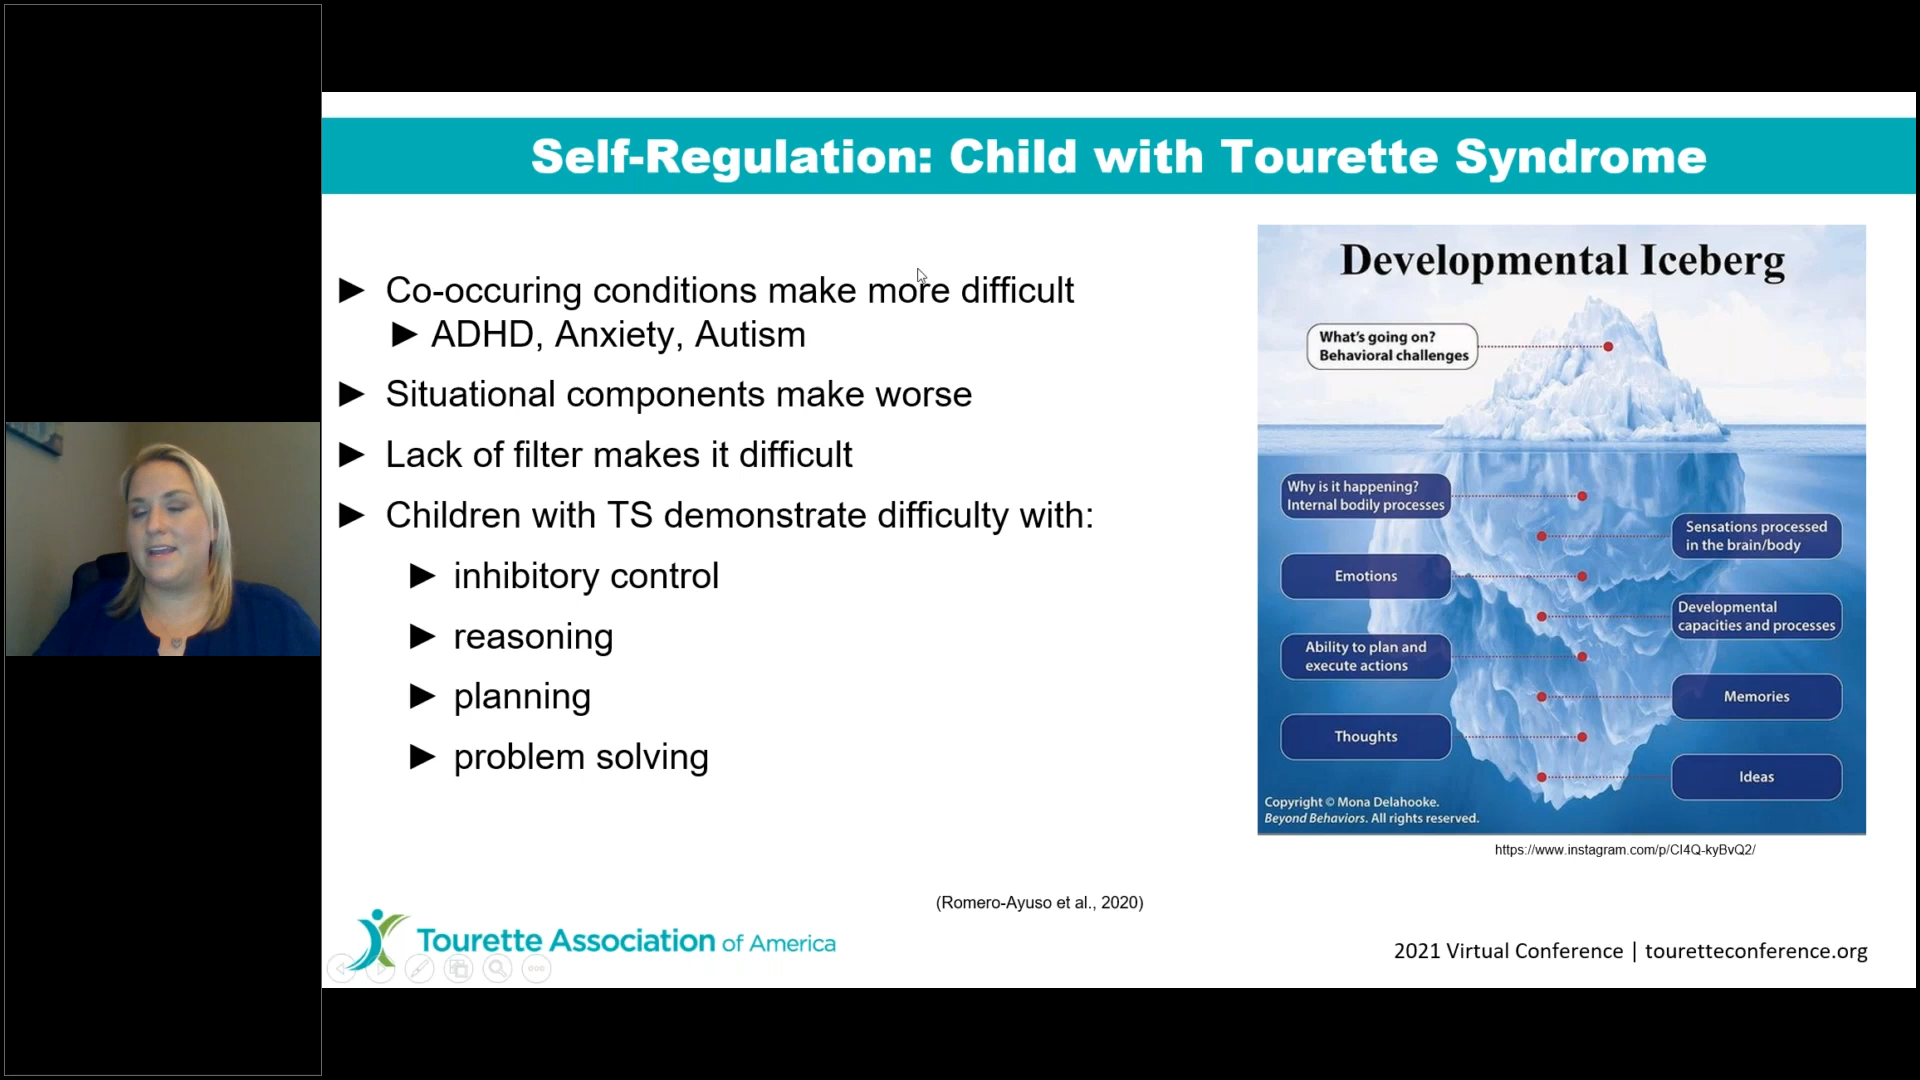 Self-Regulation: Child with Tourette Syndrome
► Co-occuring conditions make more difficult
► ADHD, Anxiety, Autism
► Situational components make worse
► Lack of filter makes it difficult
► Children with TS demonstrate difficulty with:
► inhibitory control
► reasoning
► planning
► problem solving
Developmental Iceberg
What's going on?
Behavioral challenges
Why is it happening?
Internal bodily processes
Sensations processed
in the brain/body
Emotions
Developmental
capacities and processes
Ability to plan and
execute actions
Memories
Thoughts
Ideas
Copyright © Mona Delahooke.
Beyond Behaviors. All rights reserved.
https://www.instagram.com/p/CI4Q-kyBvQ2/
(Romero-Ayuso et al., 2020)
Tourette Association of America
2021 Virtual Conference | touretteconference.org